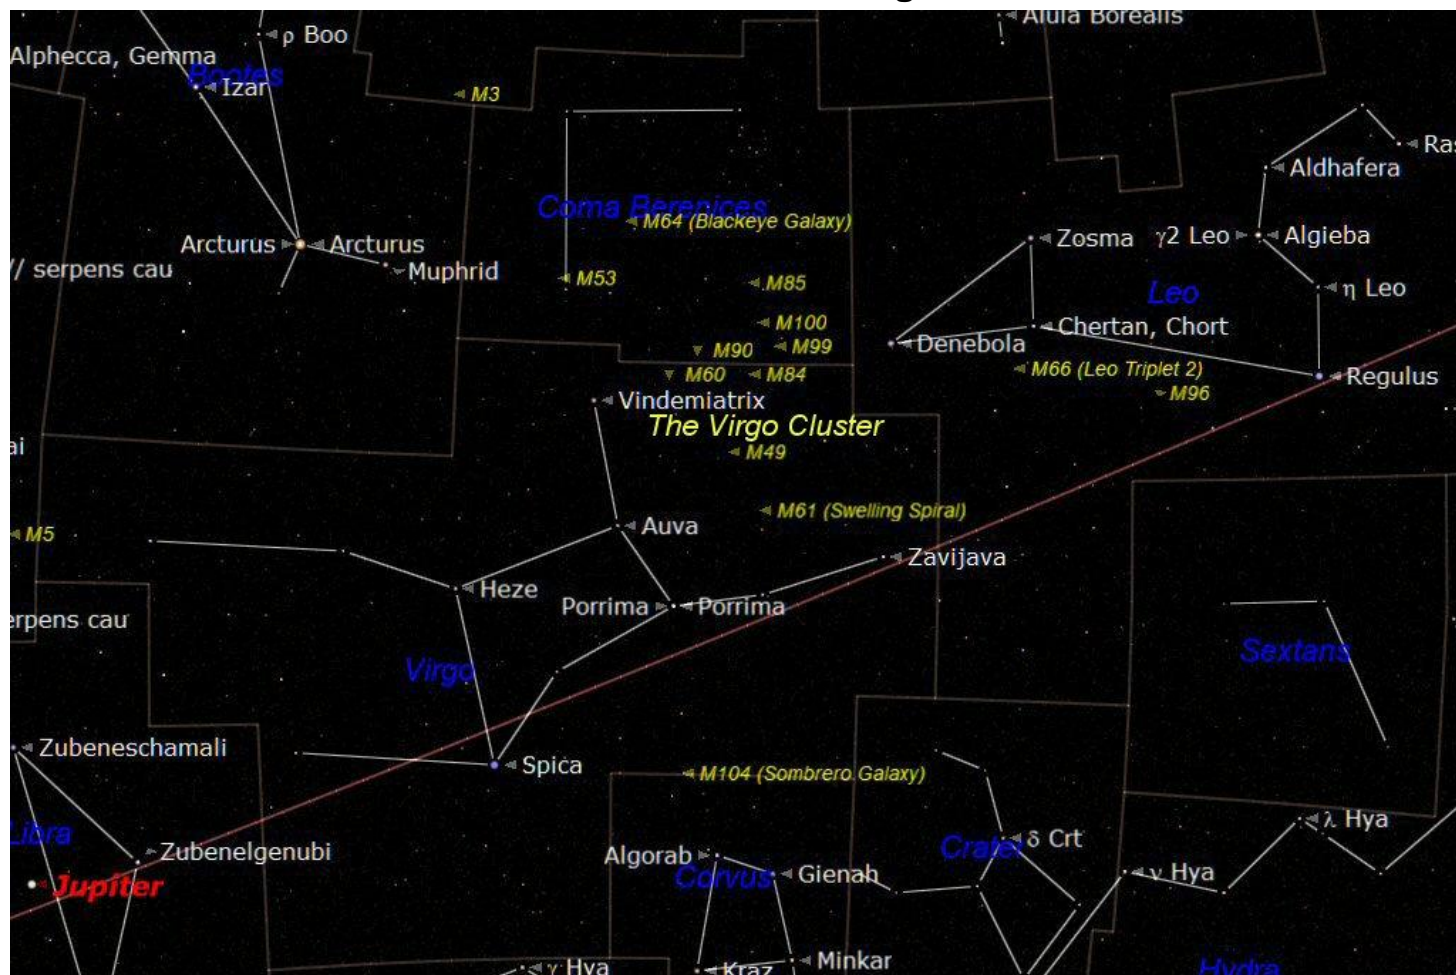 Alula Borealis
ρ Boo
Alphecca, Gemma
Bootes
Izar
M3
Ras
Aldhafera
Coma Berenices
M64 (Blackeye Galaxy)
Arcturus
Arcturus
Zosma
γ2 Leo
Algieba
// serpens cau
Muphrid
M53
M85
Leo
η Leo
M100
Chertan, Chort
M90
M99
Denebola
M60
M84
M66 (Leo Triplet 2)
Regulus
M96
Vindemiatrix
The Virgo Cluster
ai
M49
M61 (Swelling Spiral)
Auva
M5
Zavijava
Heze
Porrima
Porrima
erpens cau
Virgo
Sextans
Zubeneschamali
Spica
M104 (Sombrero Galaxy)
Libra
λ Hya
δ Crt
Crater
Zubenelgenubi
Algorab
Corvus
Gienah
ν Hya
Jupiter
γ Hya
Kraz
Minkar
Hydra